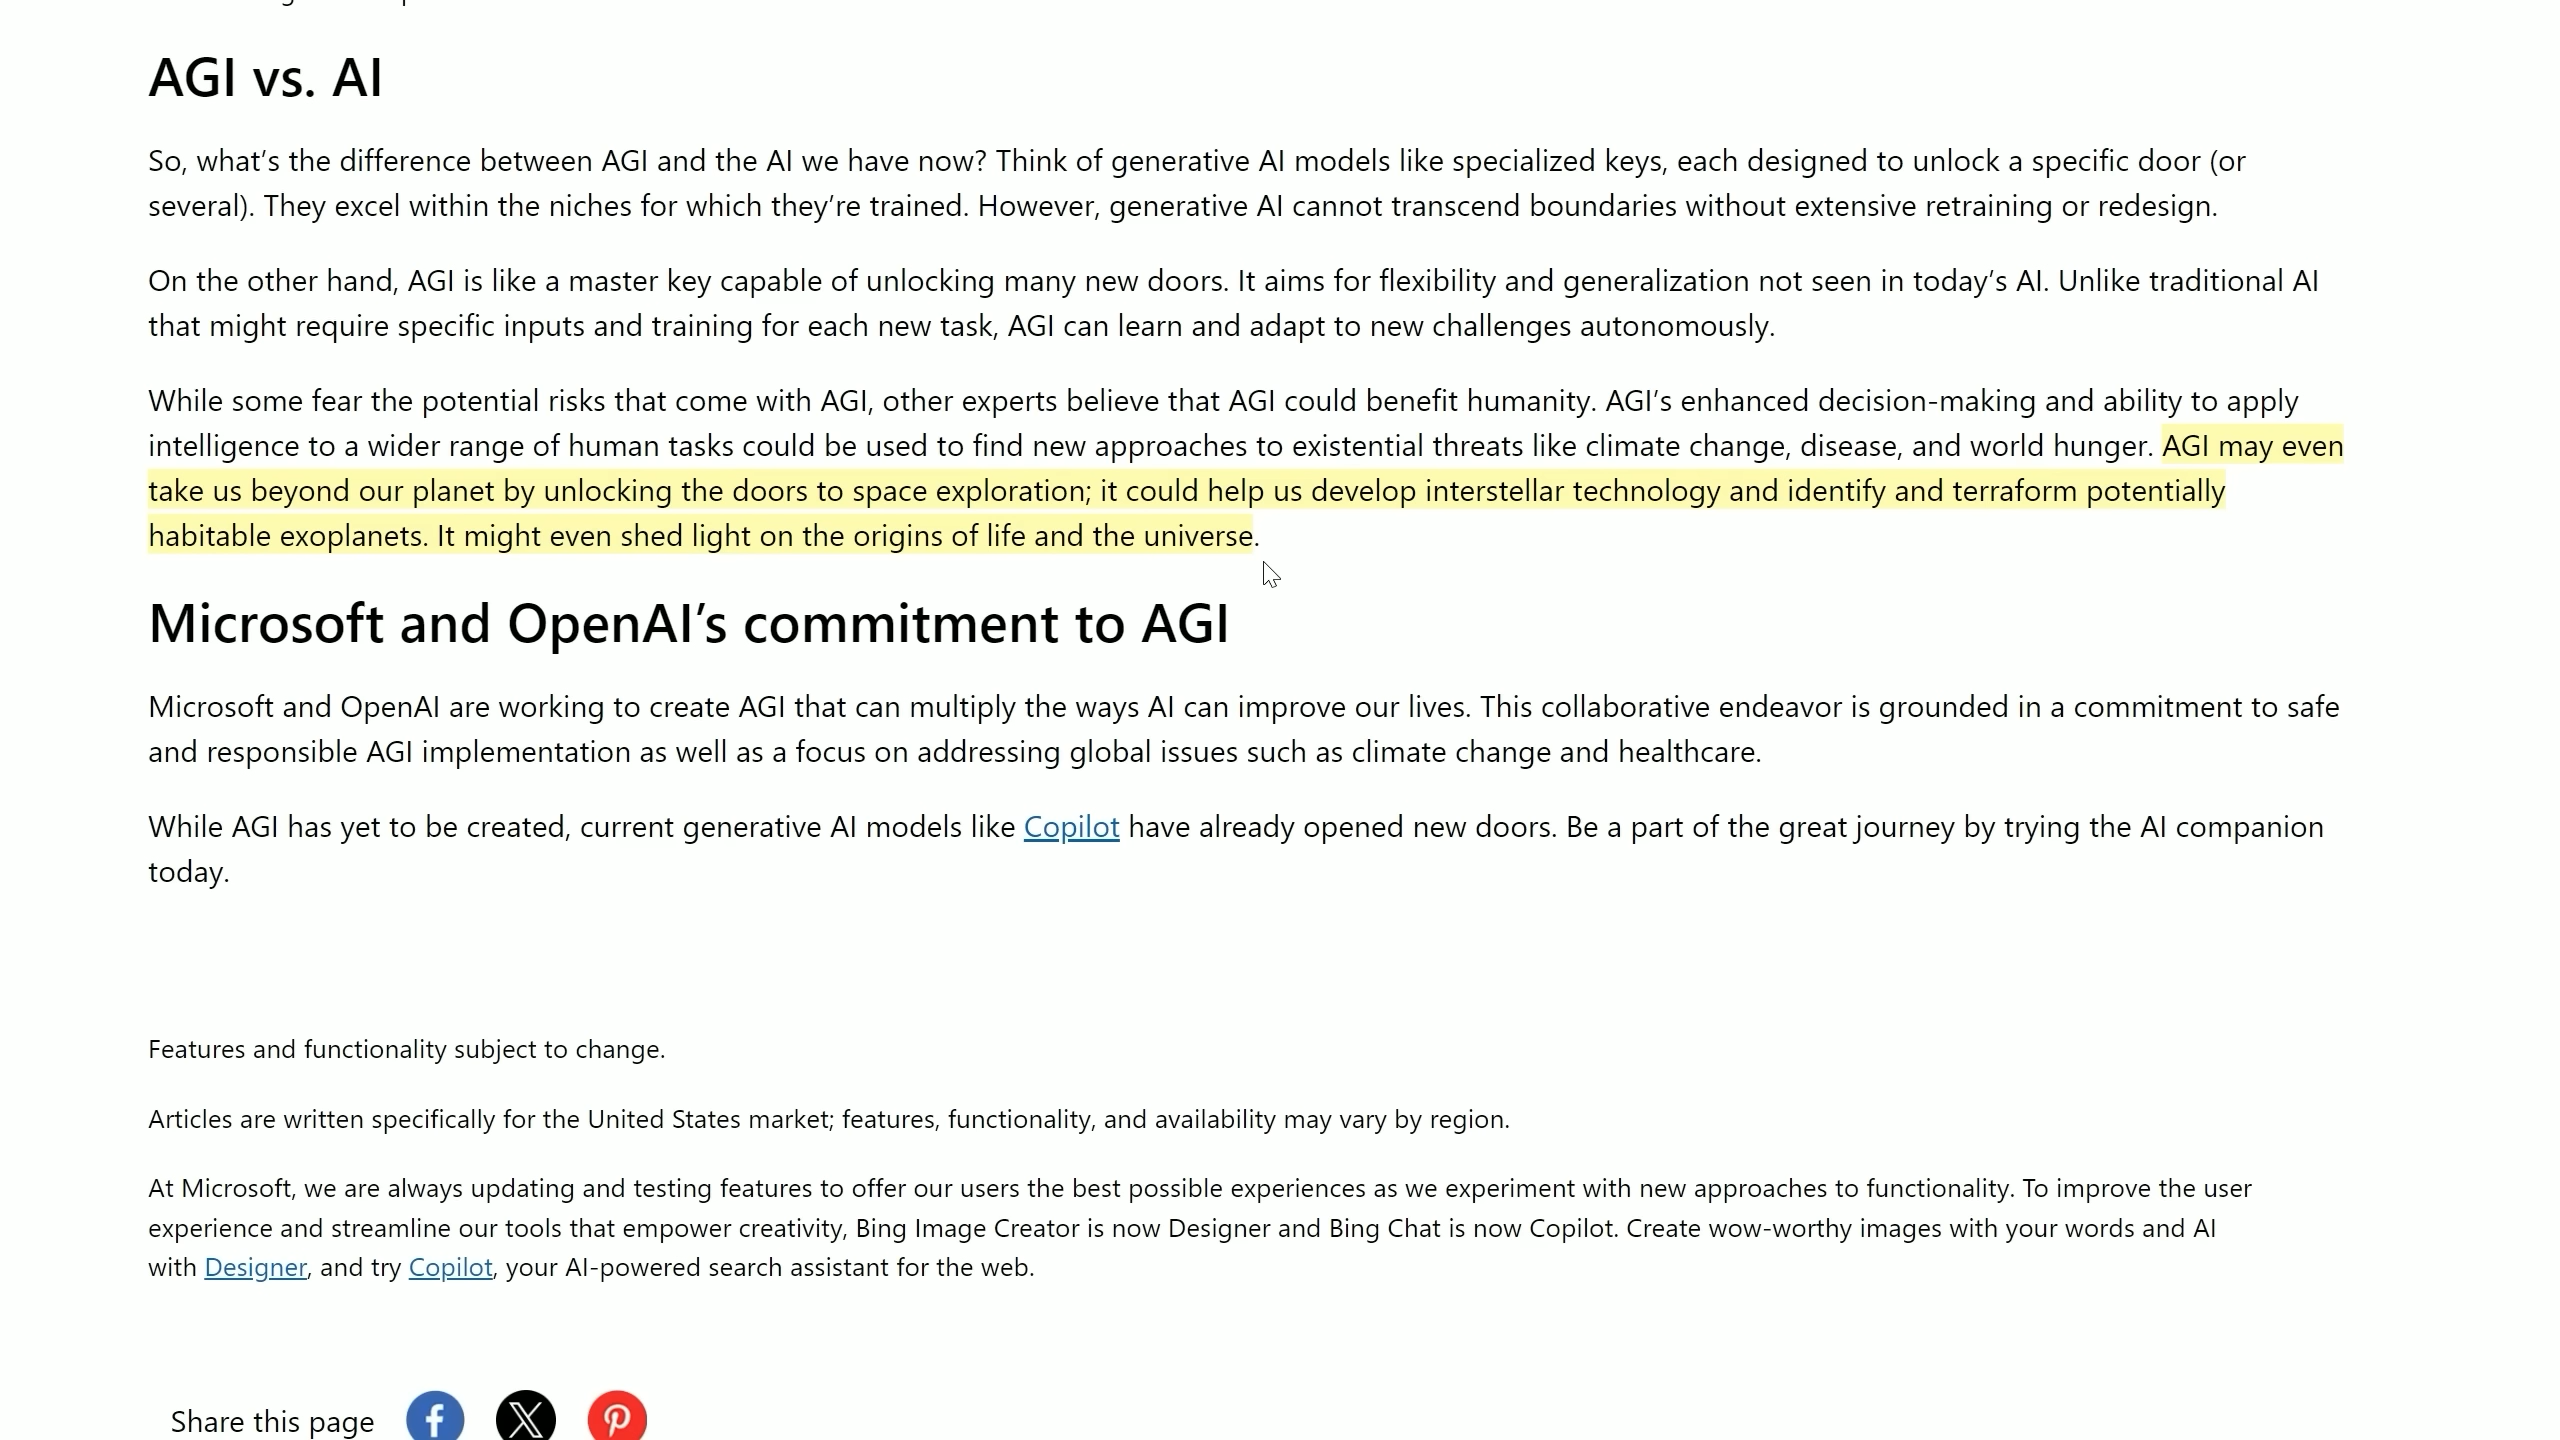 AGI vs. AI
So, what’s the difference between AGI and the AI we have now? Think of generative AI models like specialized keys, each designed to unlock a specific door (or
several). They excel within the niches for which they’re trained. However, generative AI cannot transcend boundaries without extensive retraining or redesign.
On the other hand, AGI is like a master key capable of unlocking many new doors. It aims for flexibility and generalization not seen in today’s AI. Unlike traditional AI
that might require specific inputs and training for each new task, AGI can learn and adapt to new challenges autonomously.
While some fear the potential risks that come with AGI, other experts believe that AGI could benefit humanity. AGI’s enhanced decision-making and ability to apply
intelligence to a wider range of human tasks could be used to find new approaches to existential threats like climate change, disease, and world hunger. AGI may even
take us beyond our planet by unlocking the doors to space exploration; it could help us develop interstellar technology and identify and terraform potentially
habitable exoplanets. It might even shed light on the origins of life and the universe.
Microsoft and OpenAI’s commitment to AGI
Microsoft and OpenAI are working to create AGI that can multiply the ways AI can improve our lives. This collaborative endeavor is grounded in a commitment to safe
and responsible AGI implementation as well as a focus on addressing global issues such as climate change and healthcare.
While AGI has yet to be created, current generative AI models like Copilot have already opened new doors. Be a part of the great journey by trying the AI companion
today.
Features and functionality subject to change.
Articles are written specifically for the United States market; features, functionality, and availability may vary by region.
At Microsoft, we are always updating and testing features to offer our users the best possible experiences as we experiment with new approaches to functionality. To improve the user
experience and streamline our tools that empower creativity, Bing Image Creator is now Designer and Bing Chat is now Copilot. Create wow-worthy images with your words and AI
with Designer, and try Copilot, your AI-powered search assistant for the web.
Share this page